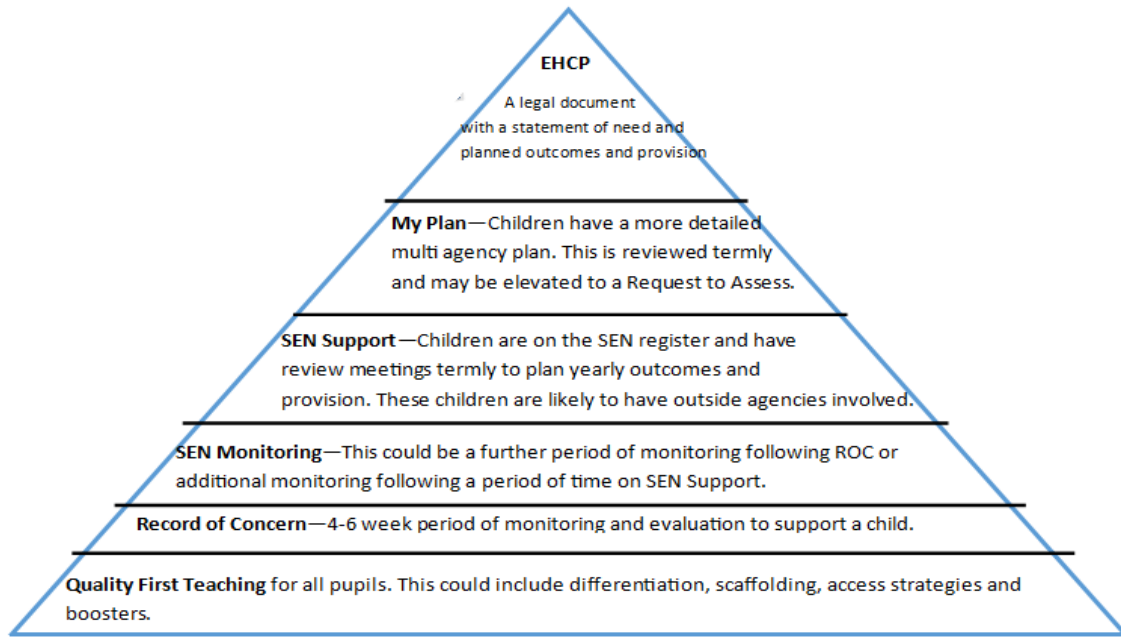 EHCP
A legal document
with a statement of need and
planned outcomes and provision
My Plan—Children have a more detailed
multi agency plan. This is reviewed termly
and may be elevated to a Request to Assess.
SEN Support—Children are on the SEN register and have
review meetings termly to plan yearly outcomes and
provision. These children are likely to have outside agencies involved.
SEN Monitoring—This could be a further period of monitoring following ROC or
additional monitoring following a period of time on SEN Support.
Record of Concern—4-6 week period of monitoring and evaluation to support a child.
Quality First Teaching for all pupils. This could include differentiation, scaffolding, access strategies and
boosters.